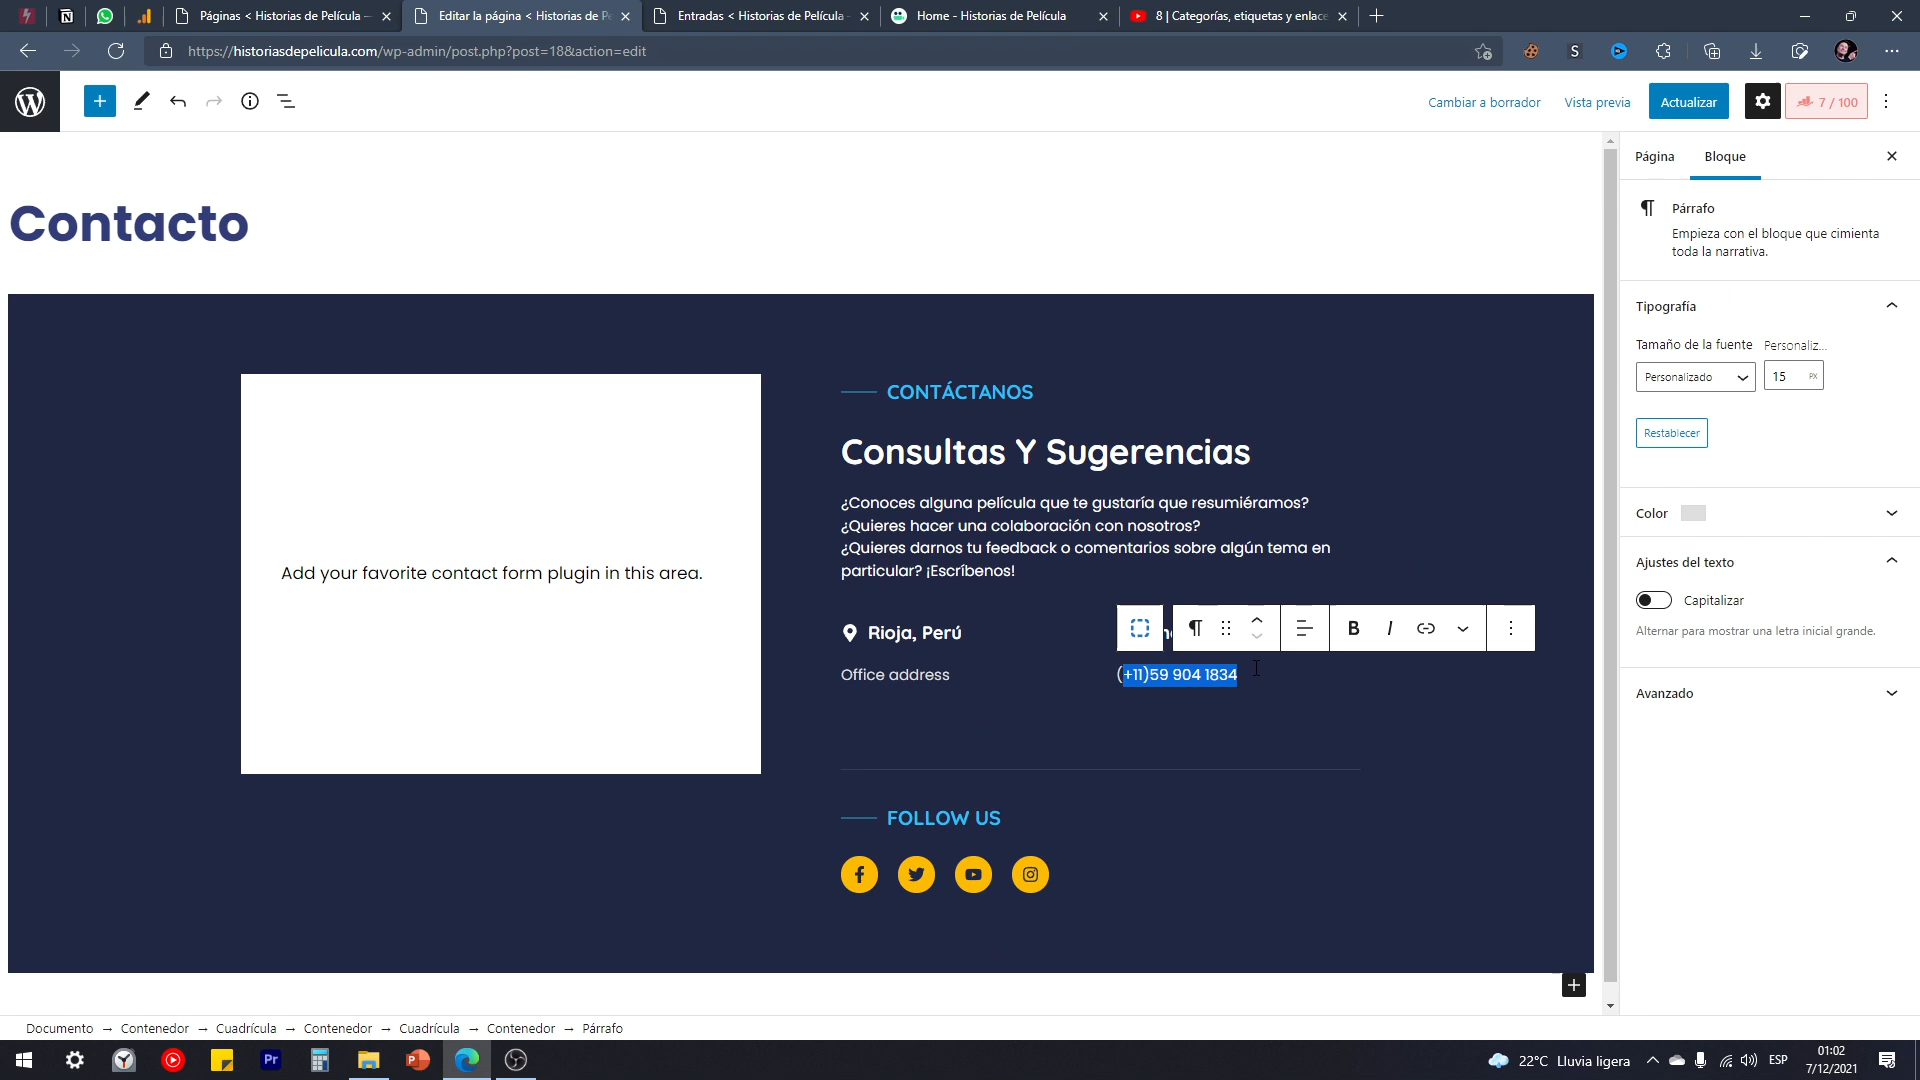 Páginas < Historias de Película —
Editar la página < Historias de Pe
Entradas < Historias de Película -
Home - Historias de Película
8 | Categorías, etiquetas y enlace
https://historiasdepelicula.com/wp-admin/post.php?post=18&action=edit
S
Cambiar a borrador
Vista previa
Actualizar
7 / 100
Página
Bloque
Párrafo
Empieza con el bloque que cimienta
toda la narrativa.
Tipografía
Tamaño de la fuente
Personaliz...
Personalizado
15
PX
Restablecer
Color
Ajustes del texto
Capitalizar
Alternar para mostrar una letra inicial grande.
Avanzado
Contacto
Add your favorite contact form plugin in this area.
CONTÁCTANOS
Consultas Y Sugerencias
¿Conoces alguna película que te gustaría que resumiéramos?
¿Quieres hacer una colaboración con nosotros?
¿Quieres darnos tu feedback o comentarios sobre algún tema en
particular? ¡Escríbenos!
Rioja, Perú
B
I
Office address
(+11)59 904 1834
FOLLOW US
Documento → Contenedor → Cuadrícula → Contenedor → Cuadrícula → Contenedor → Párrafo
Pr
P
22°C Lluvia ligera
ESP
01:02
7/12/2021